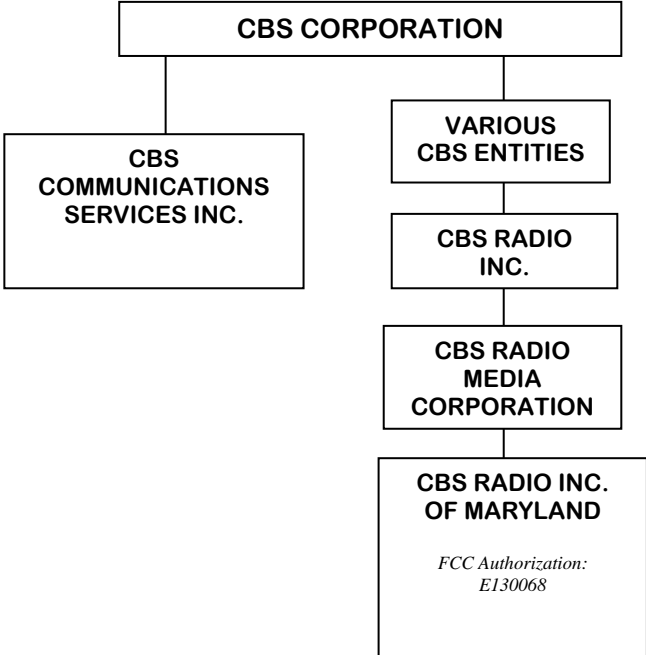 CBS CORPORATION
CBS
COMMUNICATIONS
SERVICES INC.
VARIOUS
CBS ENTITIES
CBS RADIO
INC.
CBS RADIO
MEDIA
CORPORATION
CBS RADIO INC.
OF MARYLAND
FCC Authorization:
E130068